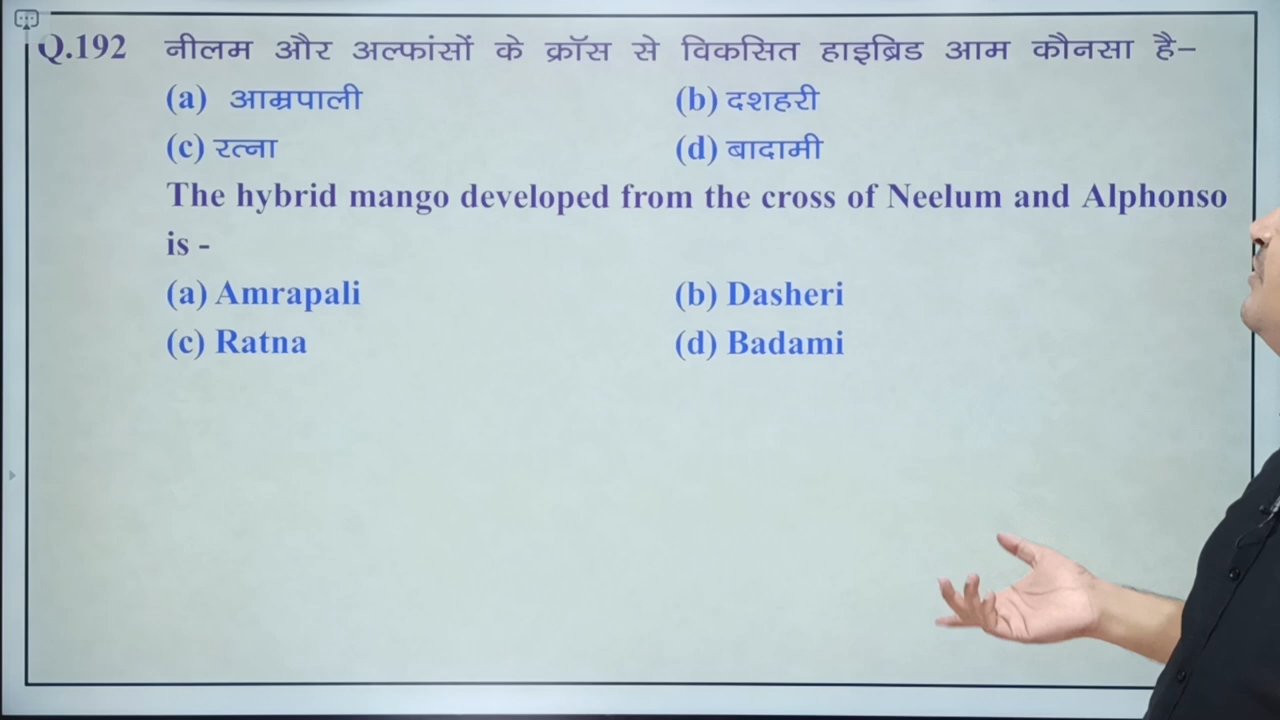 Q.192 नीलम और अल्फांसों के क्रॉस से विकसित हाइब्रिड आम कौनसा है–
(a) आम्रपाली (b) दशहरी
(c) रत्ना (d) बादामी
The hybrid mango developed from the cross of Neelum and Alphonso
is -
(a) Amrapali (b) Dasheri
(c) Ratna (d) Badami